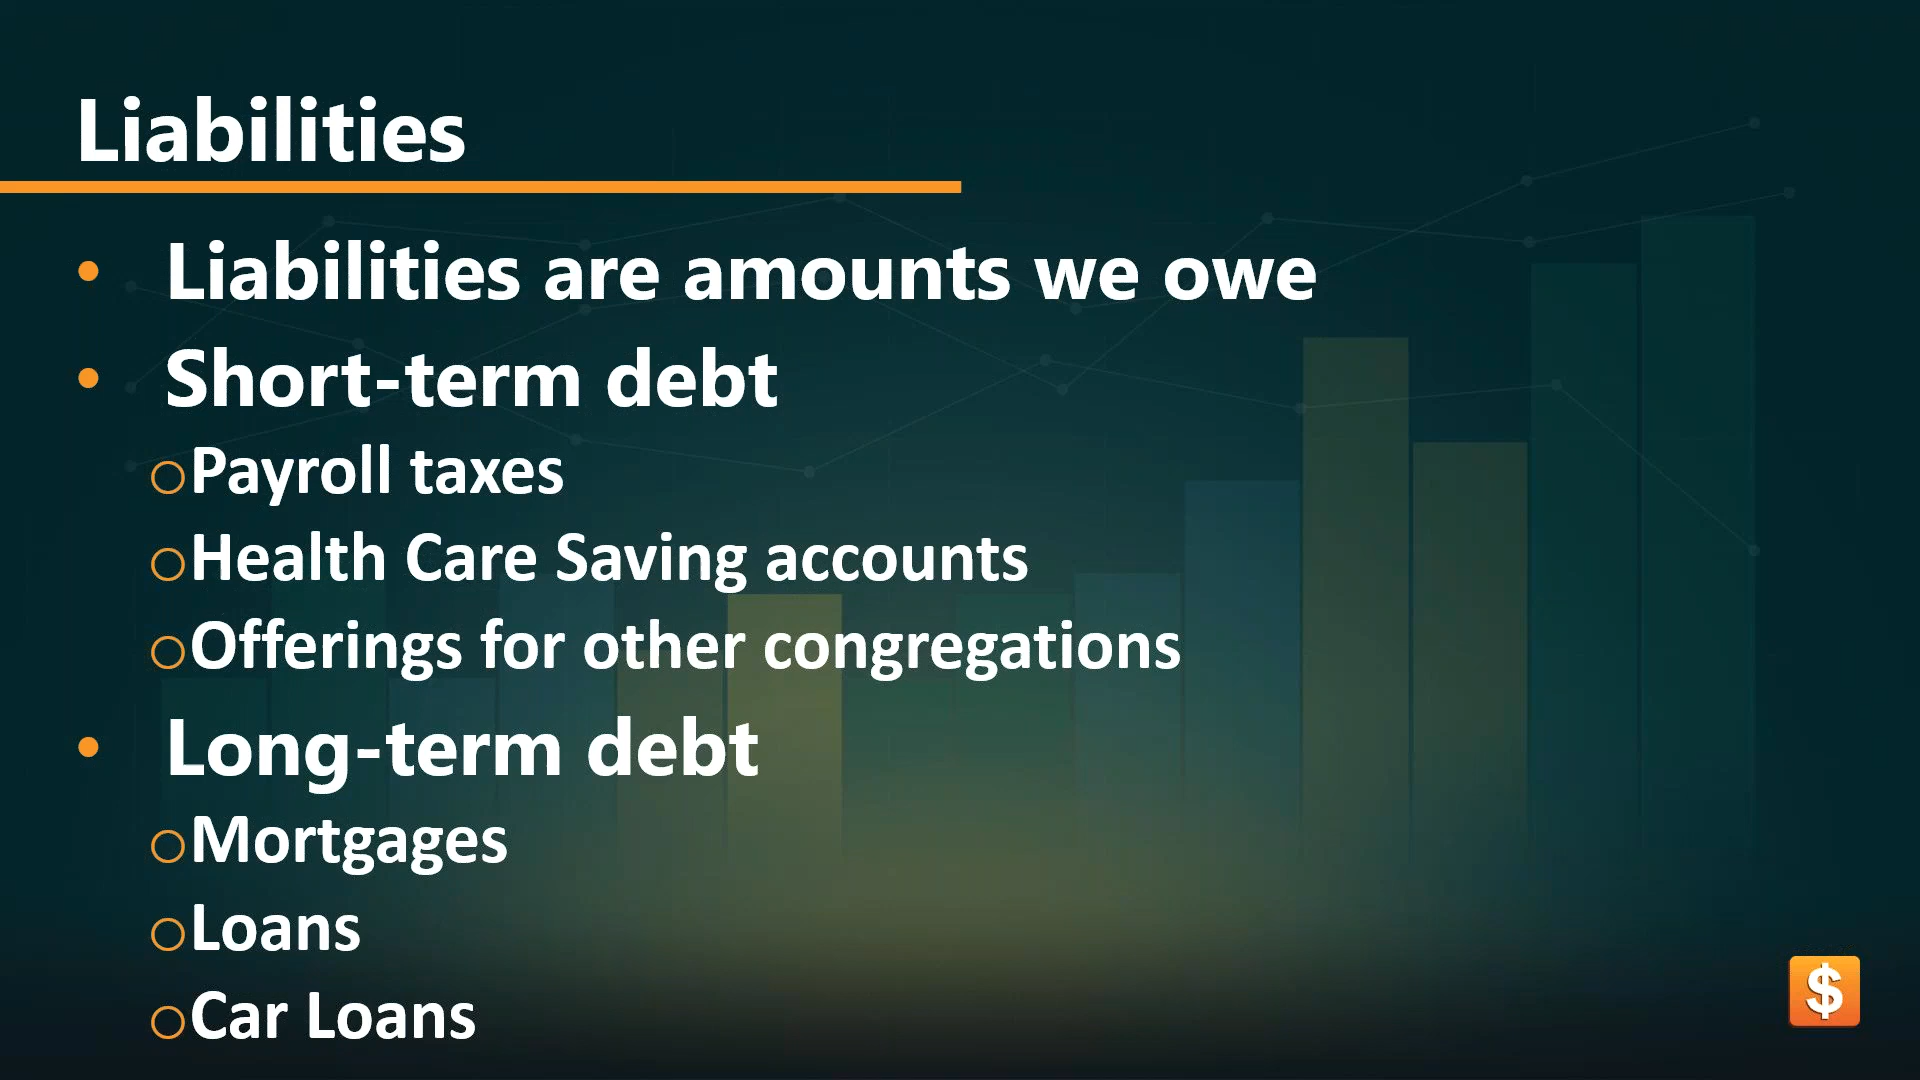 Liabilities
• Liabilities are amounts we owe
• Short-term debt
○Payroll taxes
○Health Care Saving accounts
○Offerings for other congregations
• Long-term debt
○Mortgages
○Loans
○Car Loans
$